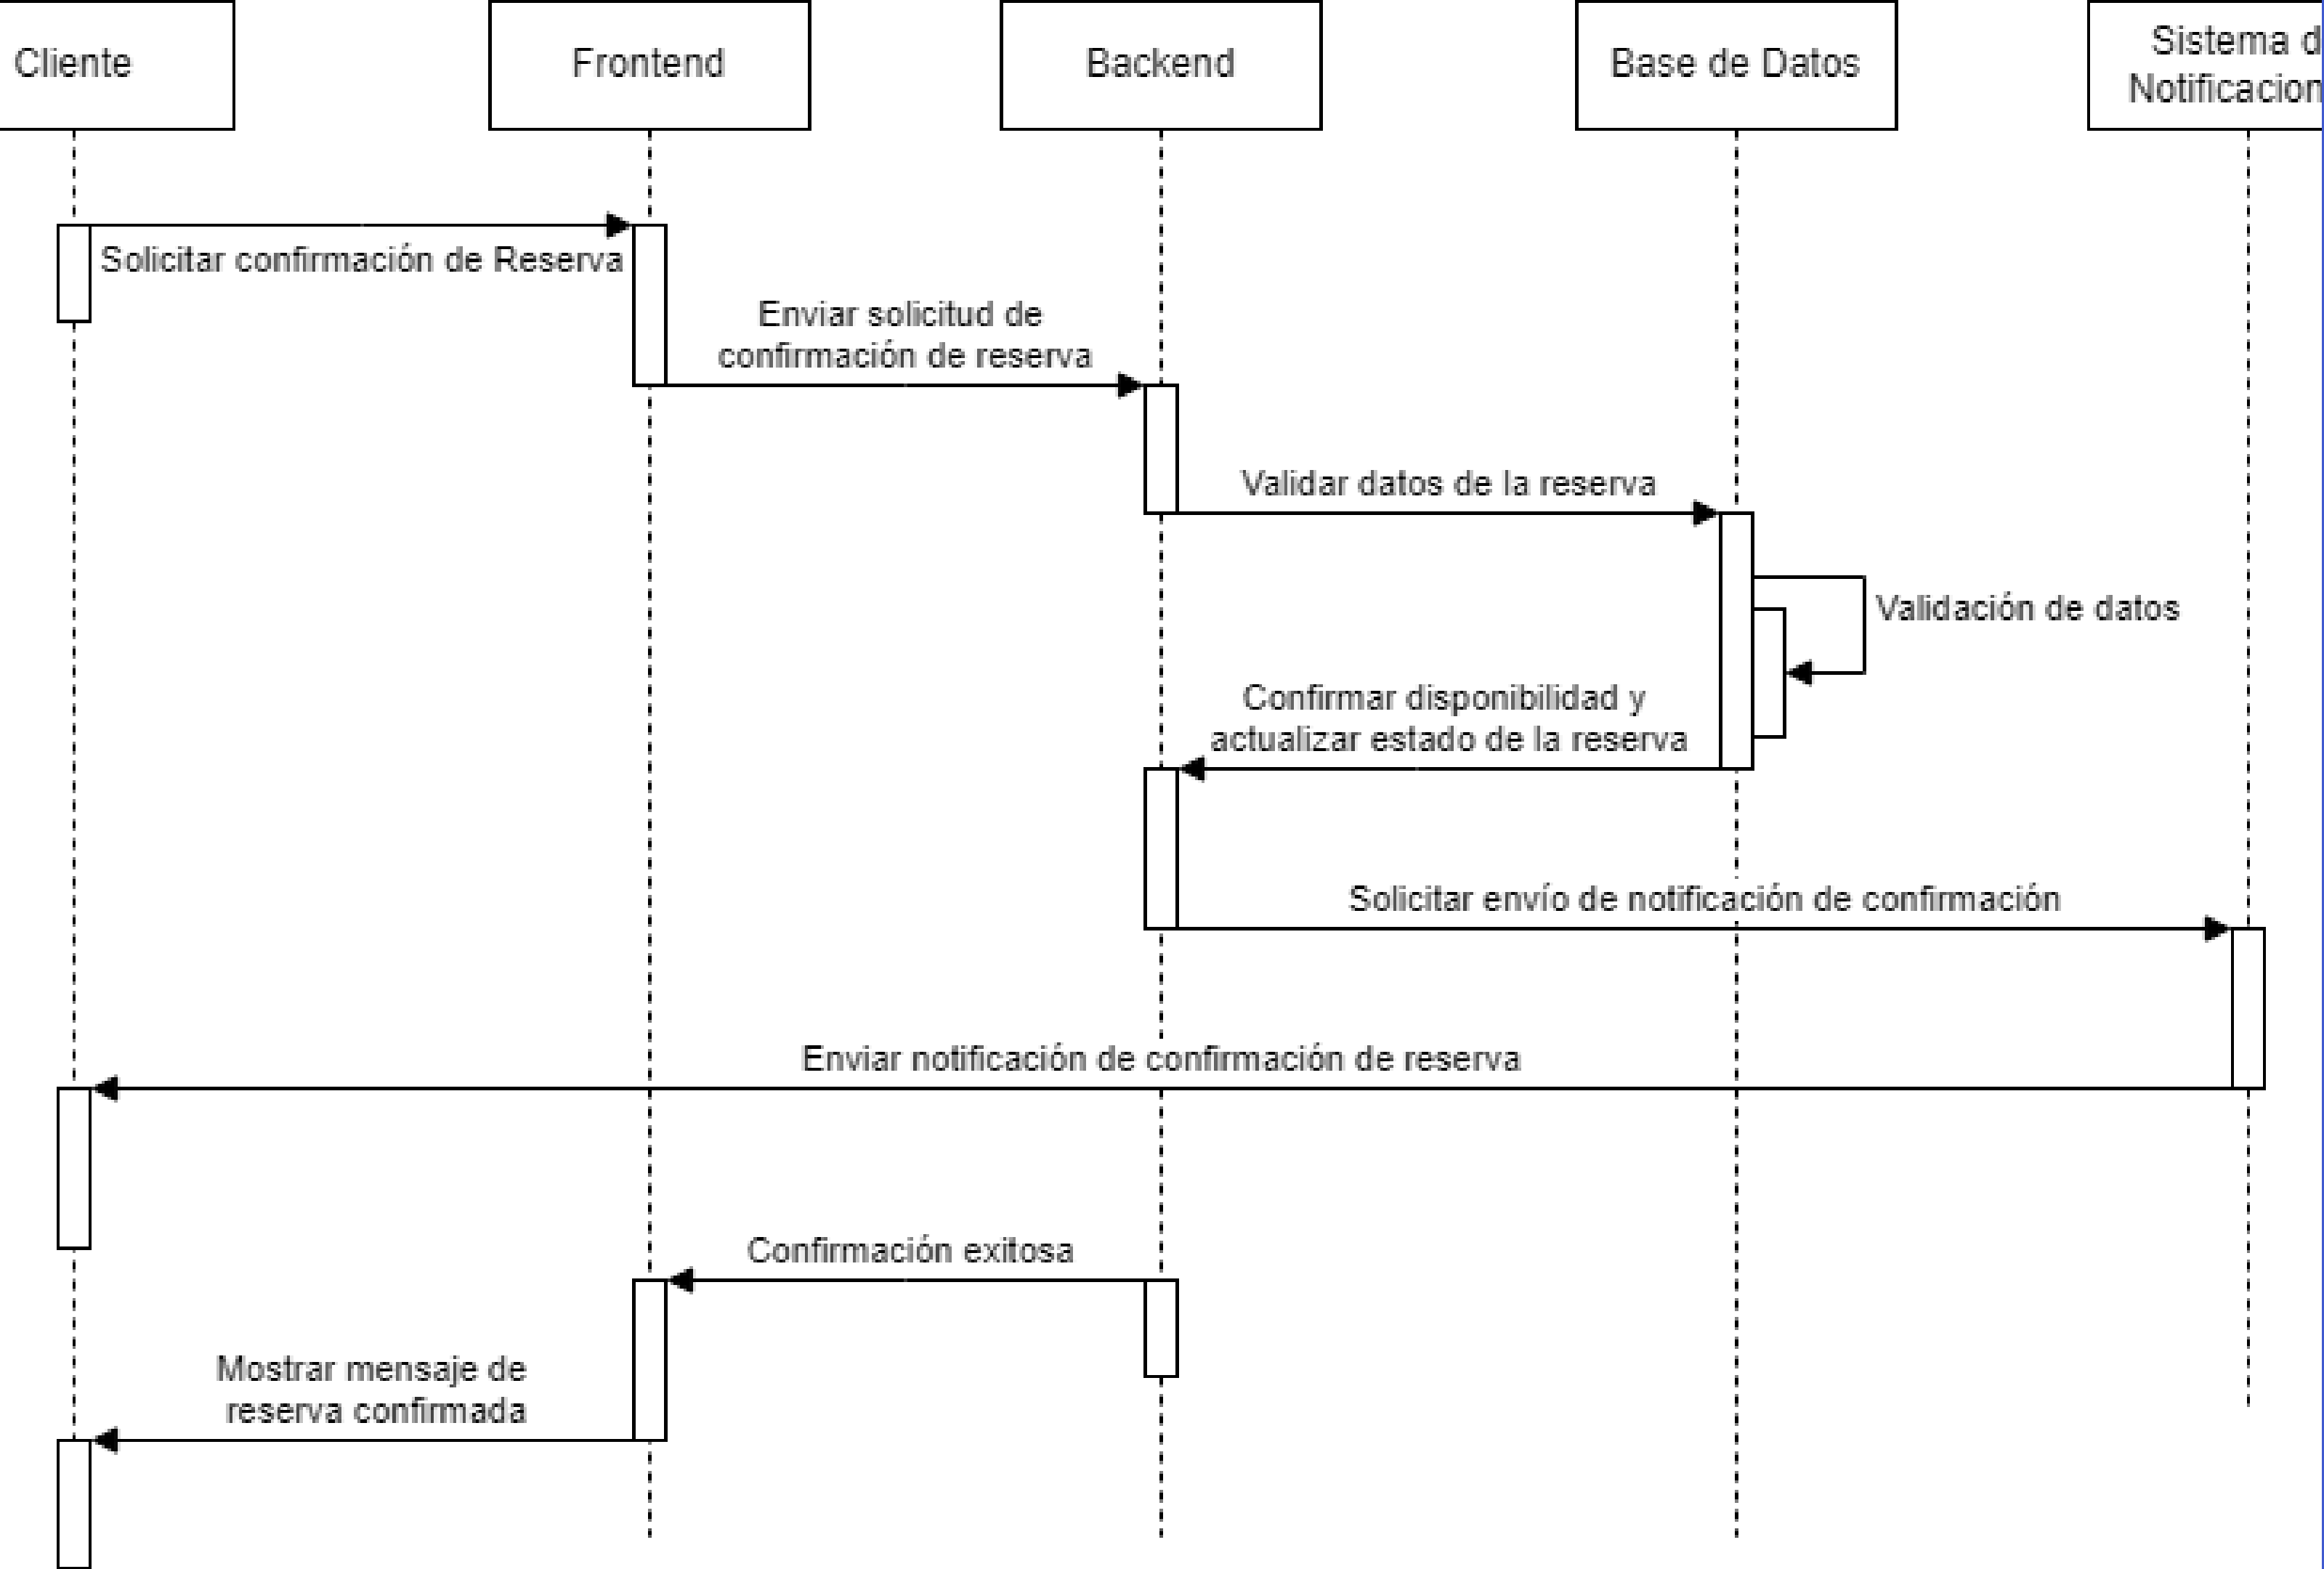 Cliente
Frontend
Backend
Base de Datos
Sistema d
Notificacion
Solicitar confirmación de Reserva
Enviar solicitud de
confirmación de reserva
Validar datos de la reserva
Validación de datos
Confirmar disponibilidad y
actualizar estado de la reserva
Solicitar envío de notificación de confirmación
Enviar notificación de confirmación de reserva
Confirmación exitosa
Mostrar mensaje de
reserva confirmada